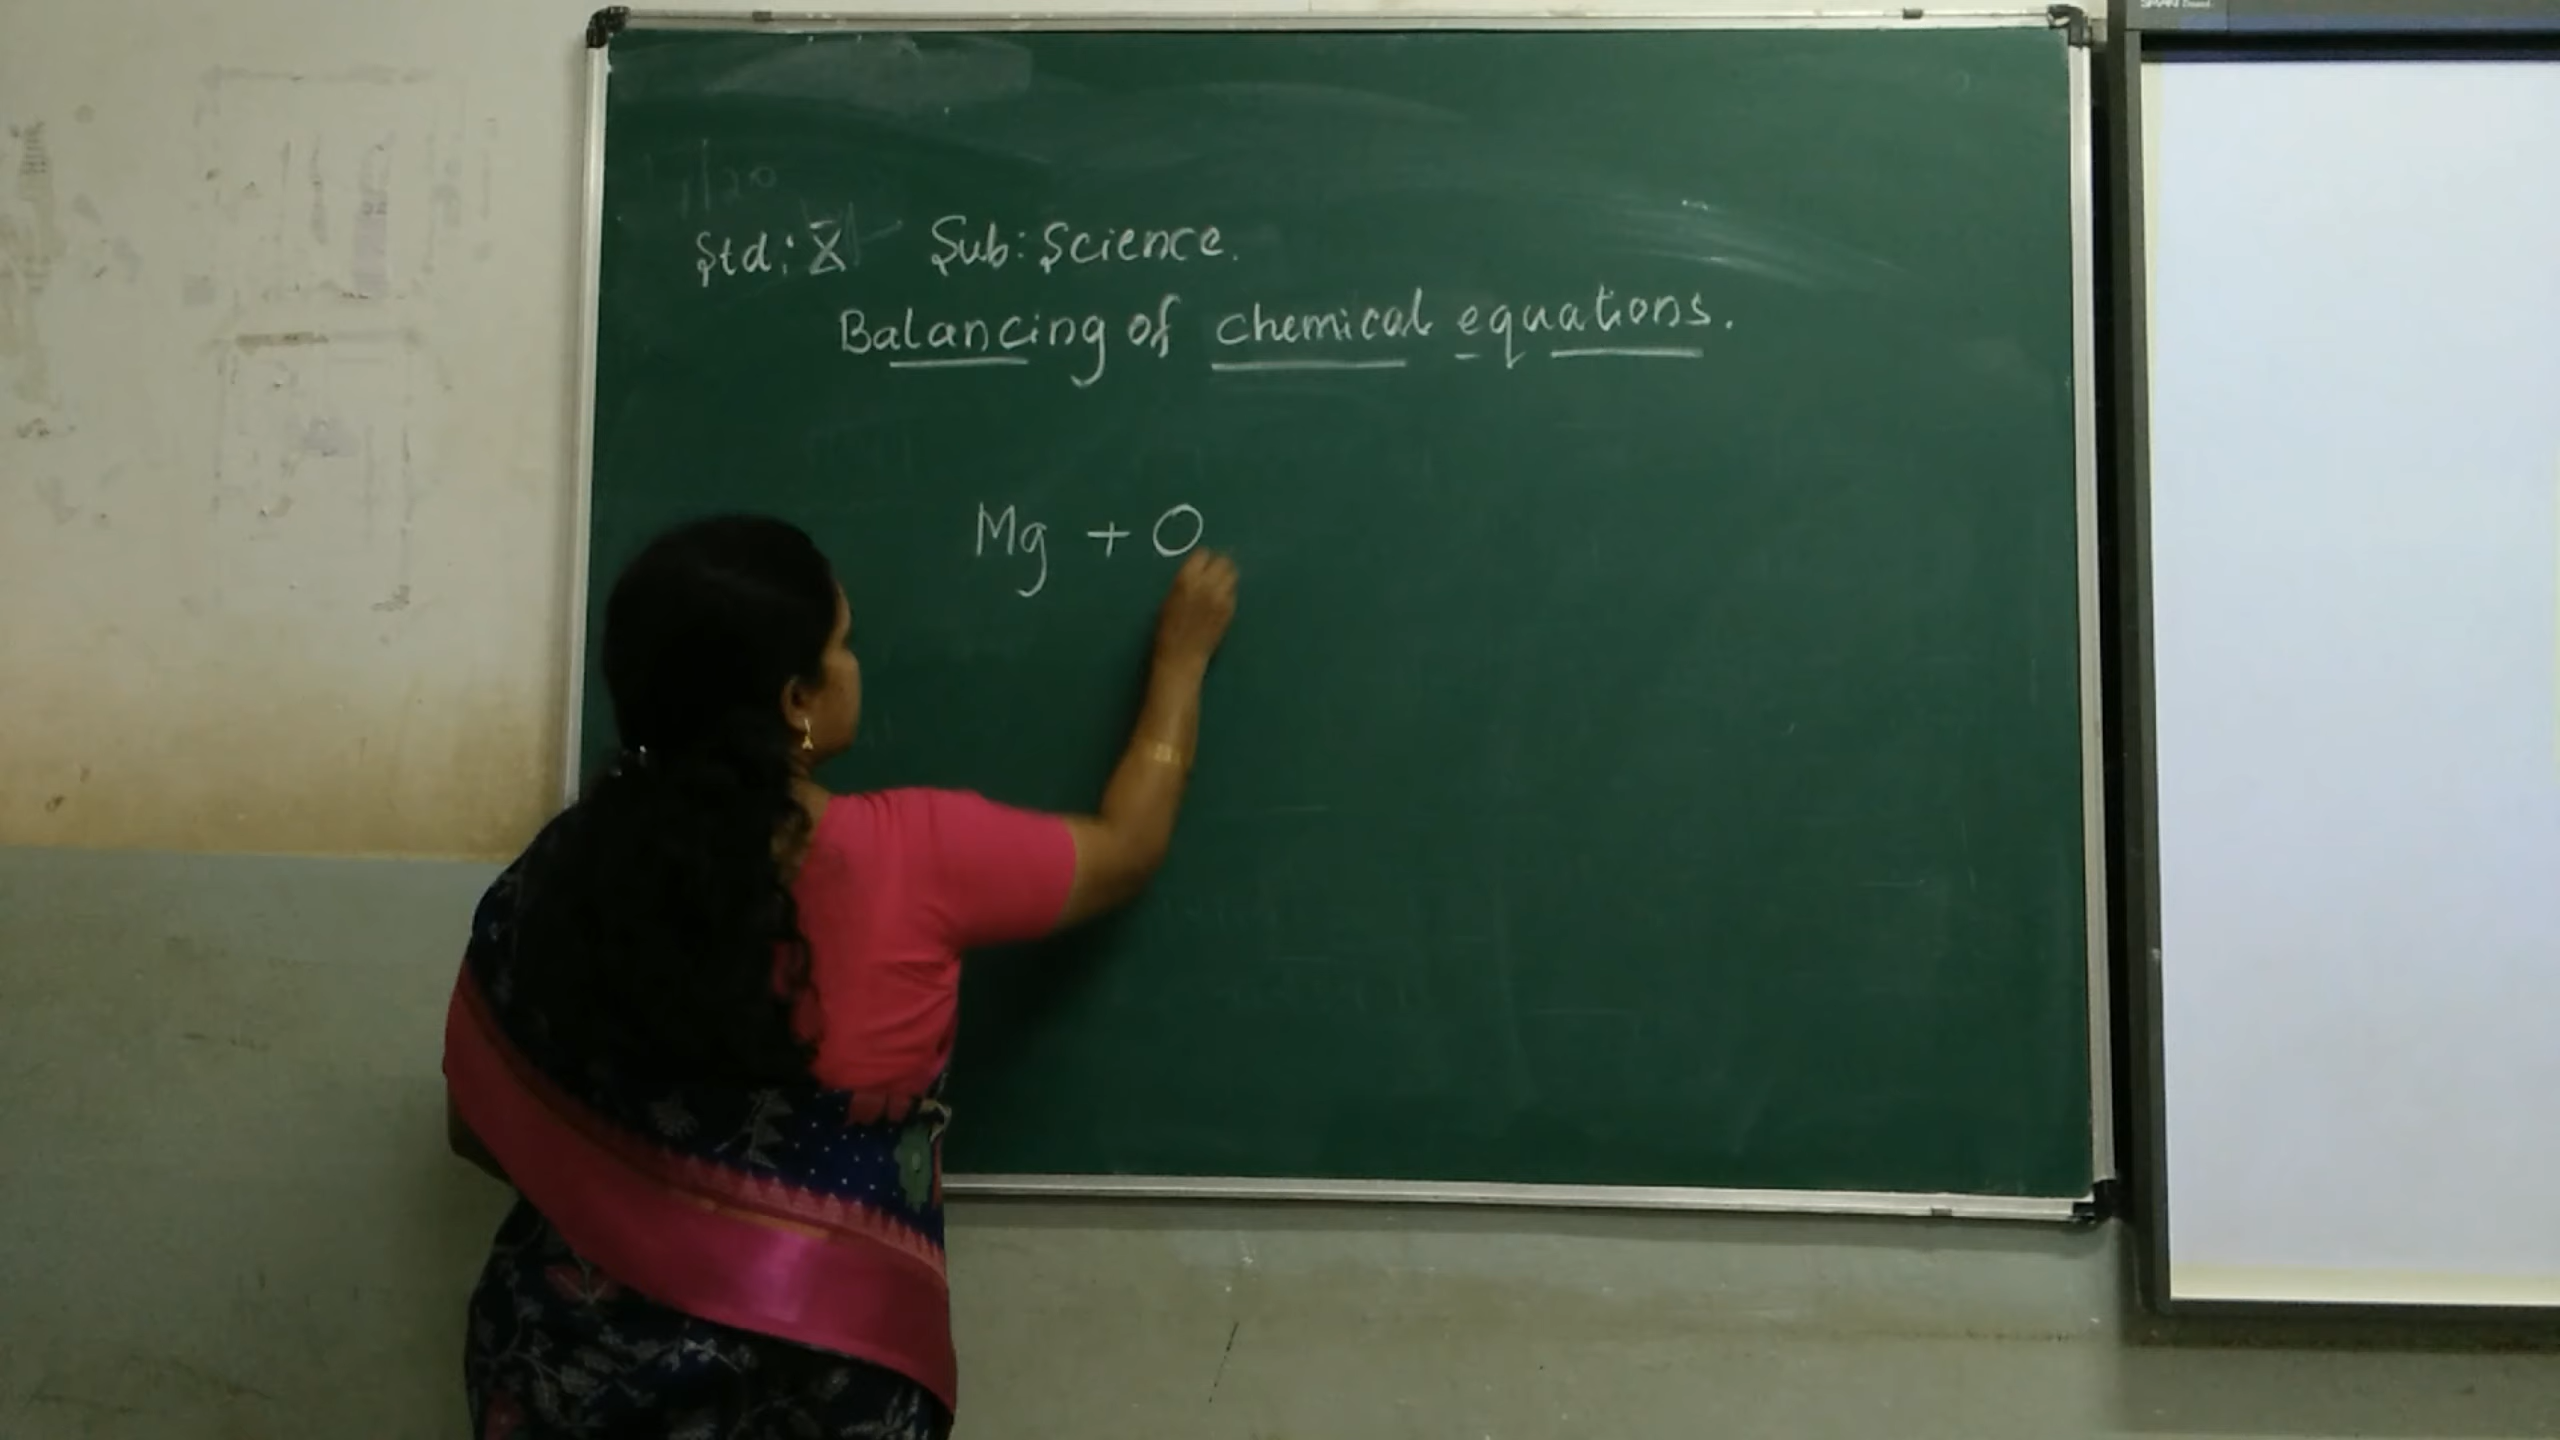 Std: X Sub: Science.
Balancing of chemical equations.
Mg + O